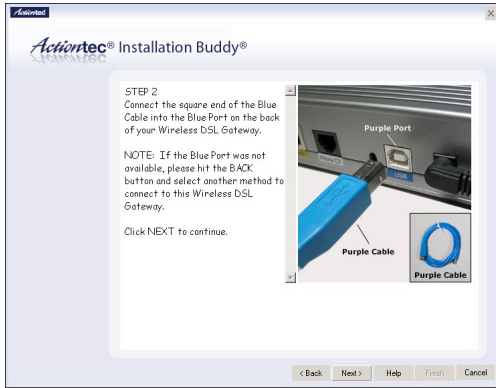 Actiontec
Actiontec® Installation Buddy®
STEP 2
Connect the square end of the Blue
Cable into the Blue Port on the back
of your Wireless DSL Gateway.
NOTE: If the Blue Port was not
available, please hit the BACK
button and select another method to
connect to this Wireless DSL
Gateway.
Click NEXT to continue.
Purple Port
Phone
USB
Purple Cable
Purple Cable
< Back
Next >
Help
Finish
Cancel